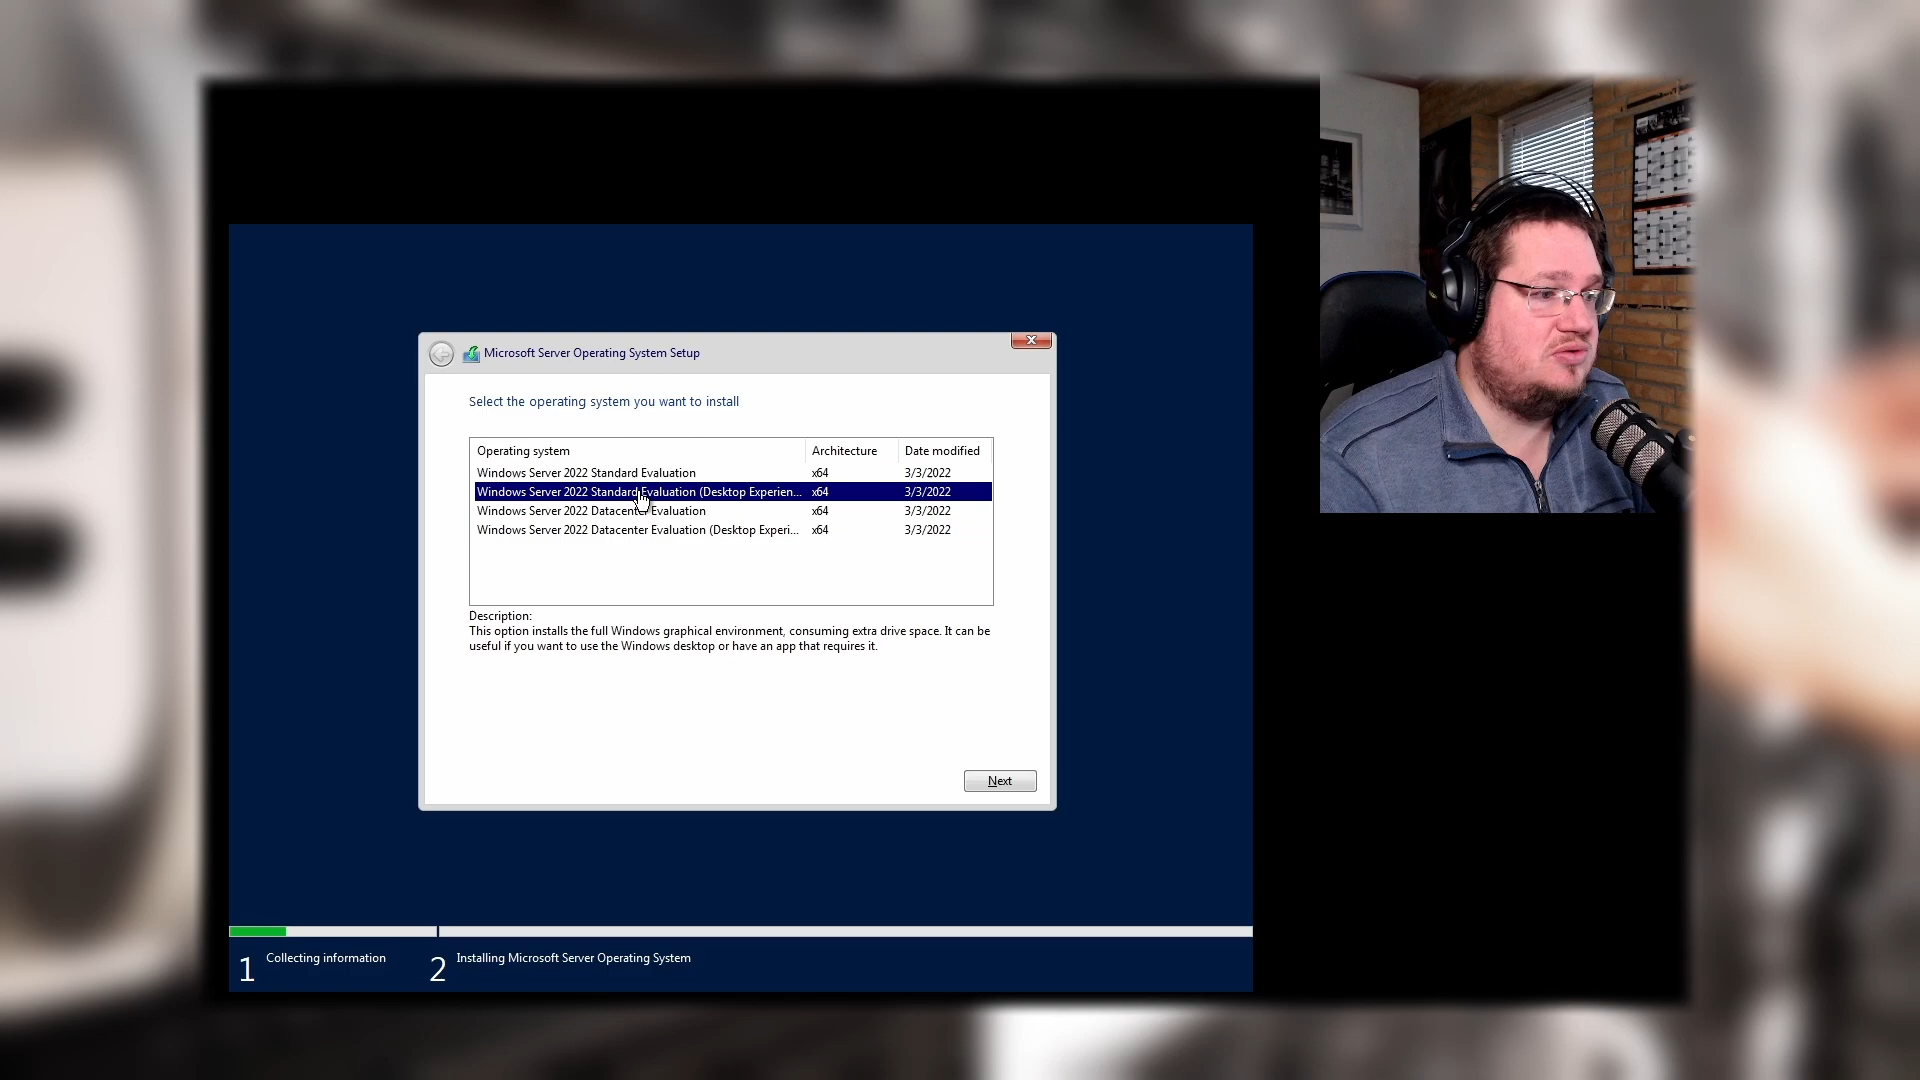 Microsoft Server Operating System Setup
Select the operating system you want to install
Operating system Architecture Date modified
Windows Server 2022 Standard Evaluation x64 3/3/2022
Windows Server 2022 Standard Evaluation (Desktop Experien... x64 3/3/2022
Windows Server 2022 Datacenter Evaluation x64 3/3/2022
Windows Server 2022 Datacenter Evaluation (Desktop Experi... x64 3/3/2022
Description:
This option installs the full Windows graphical environment, consuming extra drive space. It can be
useful if you want to use the Windows desktop or have an app that requires it.
Next
1 Collecting information 2 Installing Microsoft Server Operating System